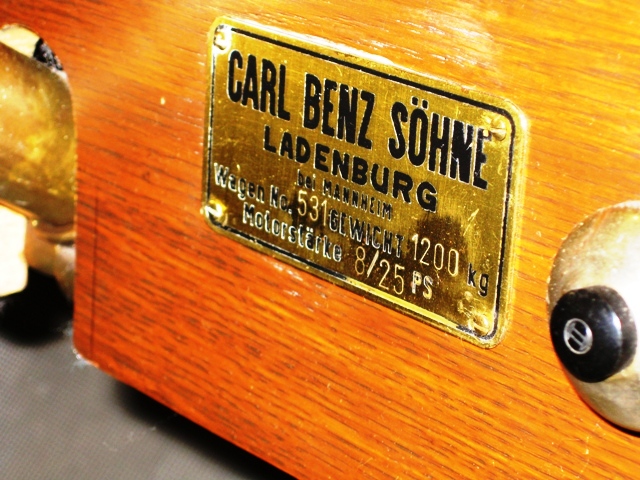 CARL BENZ SÖHNE
LADENBURG
bei MANNHEIM
Wagen No. 531 GEWICHT 1200 kg
Motorstärke 8/25 PS